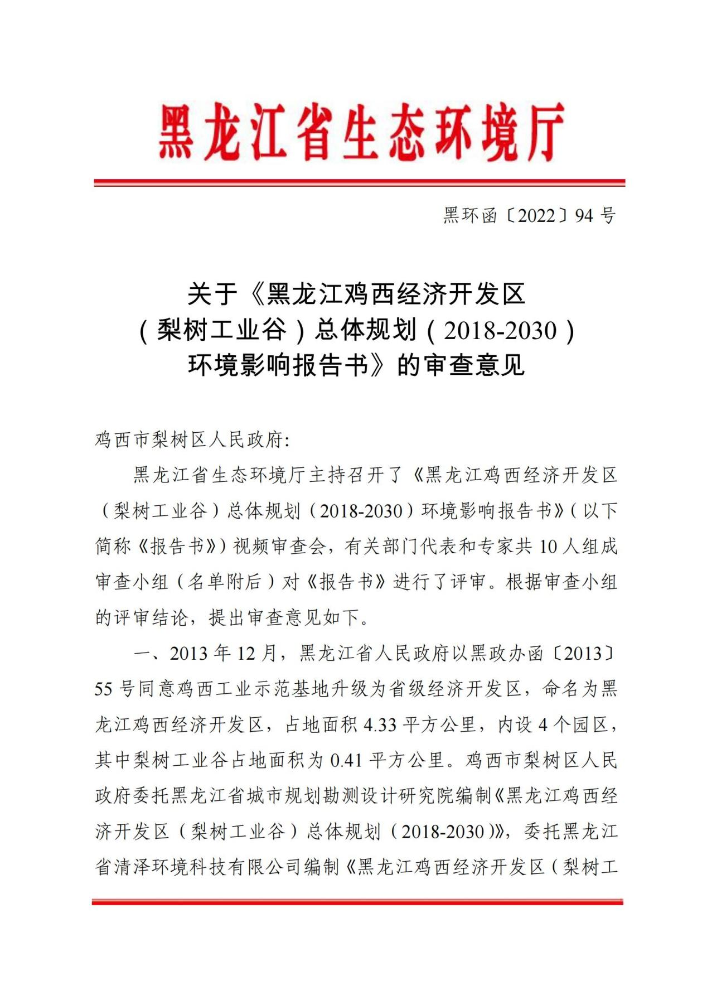 黑龙江省生态环境厅
黑环函〔2022〕94 号
关于《黑龙江鸡西经济开发区
（梨树工业谷）总体规划（2018-2030）
环境影响报告书》的审查意见
鸡西市梨树区人民政府:
黑龙江省生态环境厅主持召开了《黑龙江鸡西经济开发区
（梨树工业谷）总体规划（2018-2030）环境影响报告书》（以下
简称《报告书》）视频审查会，有关部门代表和专家共 10 人组成
审查小组（名单附后）对《报告书》进行了评审。根据审查小组
的评审结论，提出审查意见如下。
一、2013 年 12 月，黑龙江省人民政府以黑政办函〔2013〕
55 号同意鸡西工业示范基地升级为省级经济开发区，命名为黑
龙江鸡西经济开发区，占地面积 4.33 平方公里，内设 4 个园区，
其中梨树工业谷占地面积为 0.41 平方公里。鸡西市梨树区人民
政府委托黑龙江省城市规划勘测设计研究院编制《黑龙江鸡西经
济开发区（梨树工业谷）总体规划（2018-2030）》，委托黑龙江
省清泽环境科技有限公司编制《黑龙江鸡西经济开发区（梨树工